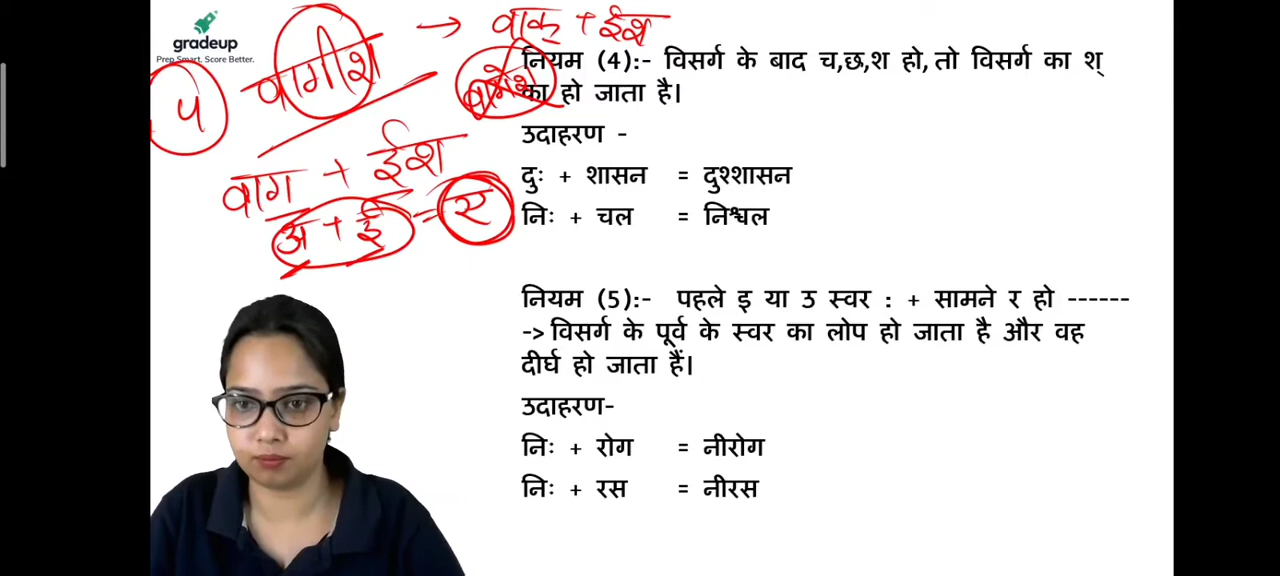 gradeup
Prep Smart. Score Better.
वागीश → वाक् + ईश
५
वागेश
वाग + ईश
अ + ई = ए
नियम (4):- विसर्ग के बाद च,छ,श हो, तो विसर्ग का श्
का हो जाता है।
उदाहरण -
दुः + शासन = दुश्शासन
निः + चल = निश्चल
नियम (5):- पहले इ या उ स्वर : + सामने र हो ------
-> विसर्ग के पूर्व के स्वर का लोप हो जाता है और वह
दीर्घ हो जाता हैं।
उदाहरण-
निः + रोग = नीरोग
निः + रस = नीरस